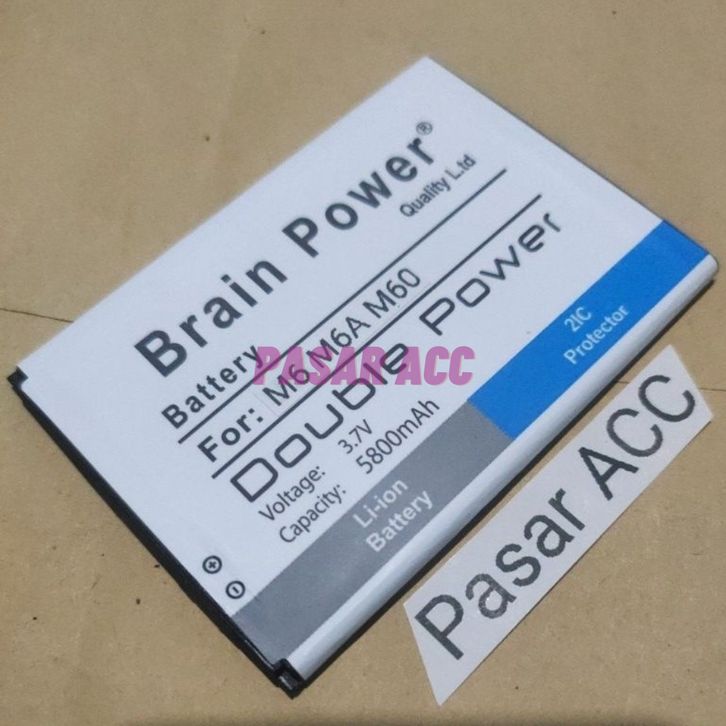 Brain Power®
Quality L.td
Battery
For: M6 M6A M60
Double Power
Voltage: 3.7V
Capacity: 5800mAh
Li-ion
Battery
2IC
Protector
PASAR ACC
Pasar ACC